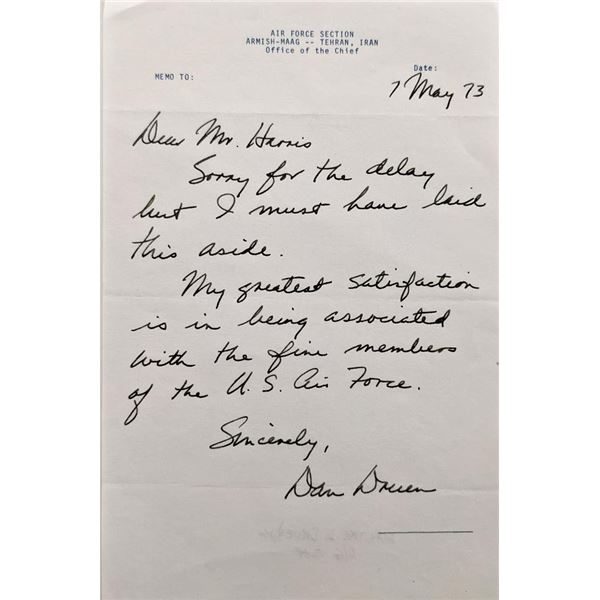 AIR FORCE SECTION
ARMISH-MAAG -- TEHRAN, IRAN
Office of the Chief
MEMO TO:
Date:
7 May 73
Dear Mr. Harris
Sorry for the delay
but I must have laid
this aside.
My greatest satisfaction
is in being associated
with the fine members
of the U.S. Air Force.
Sincerely,
Dan Druen